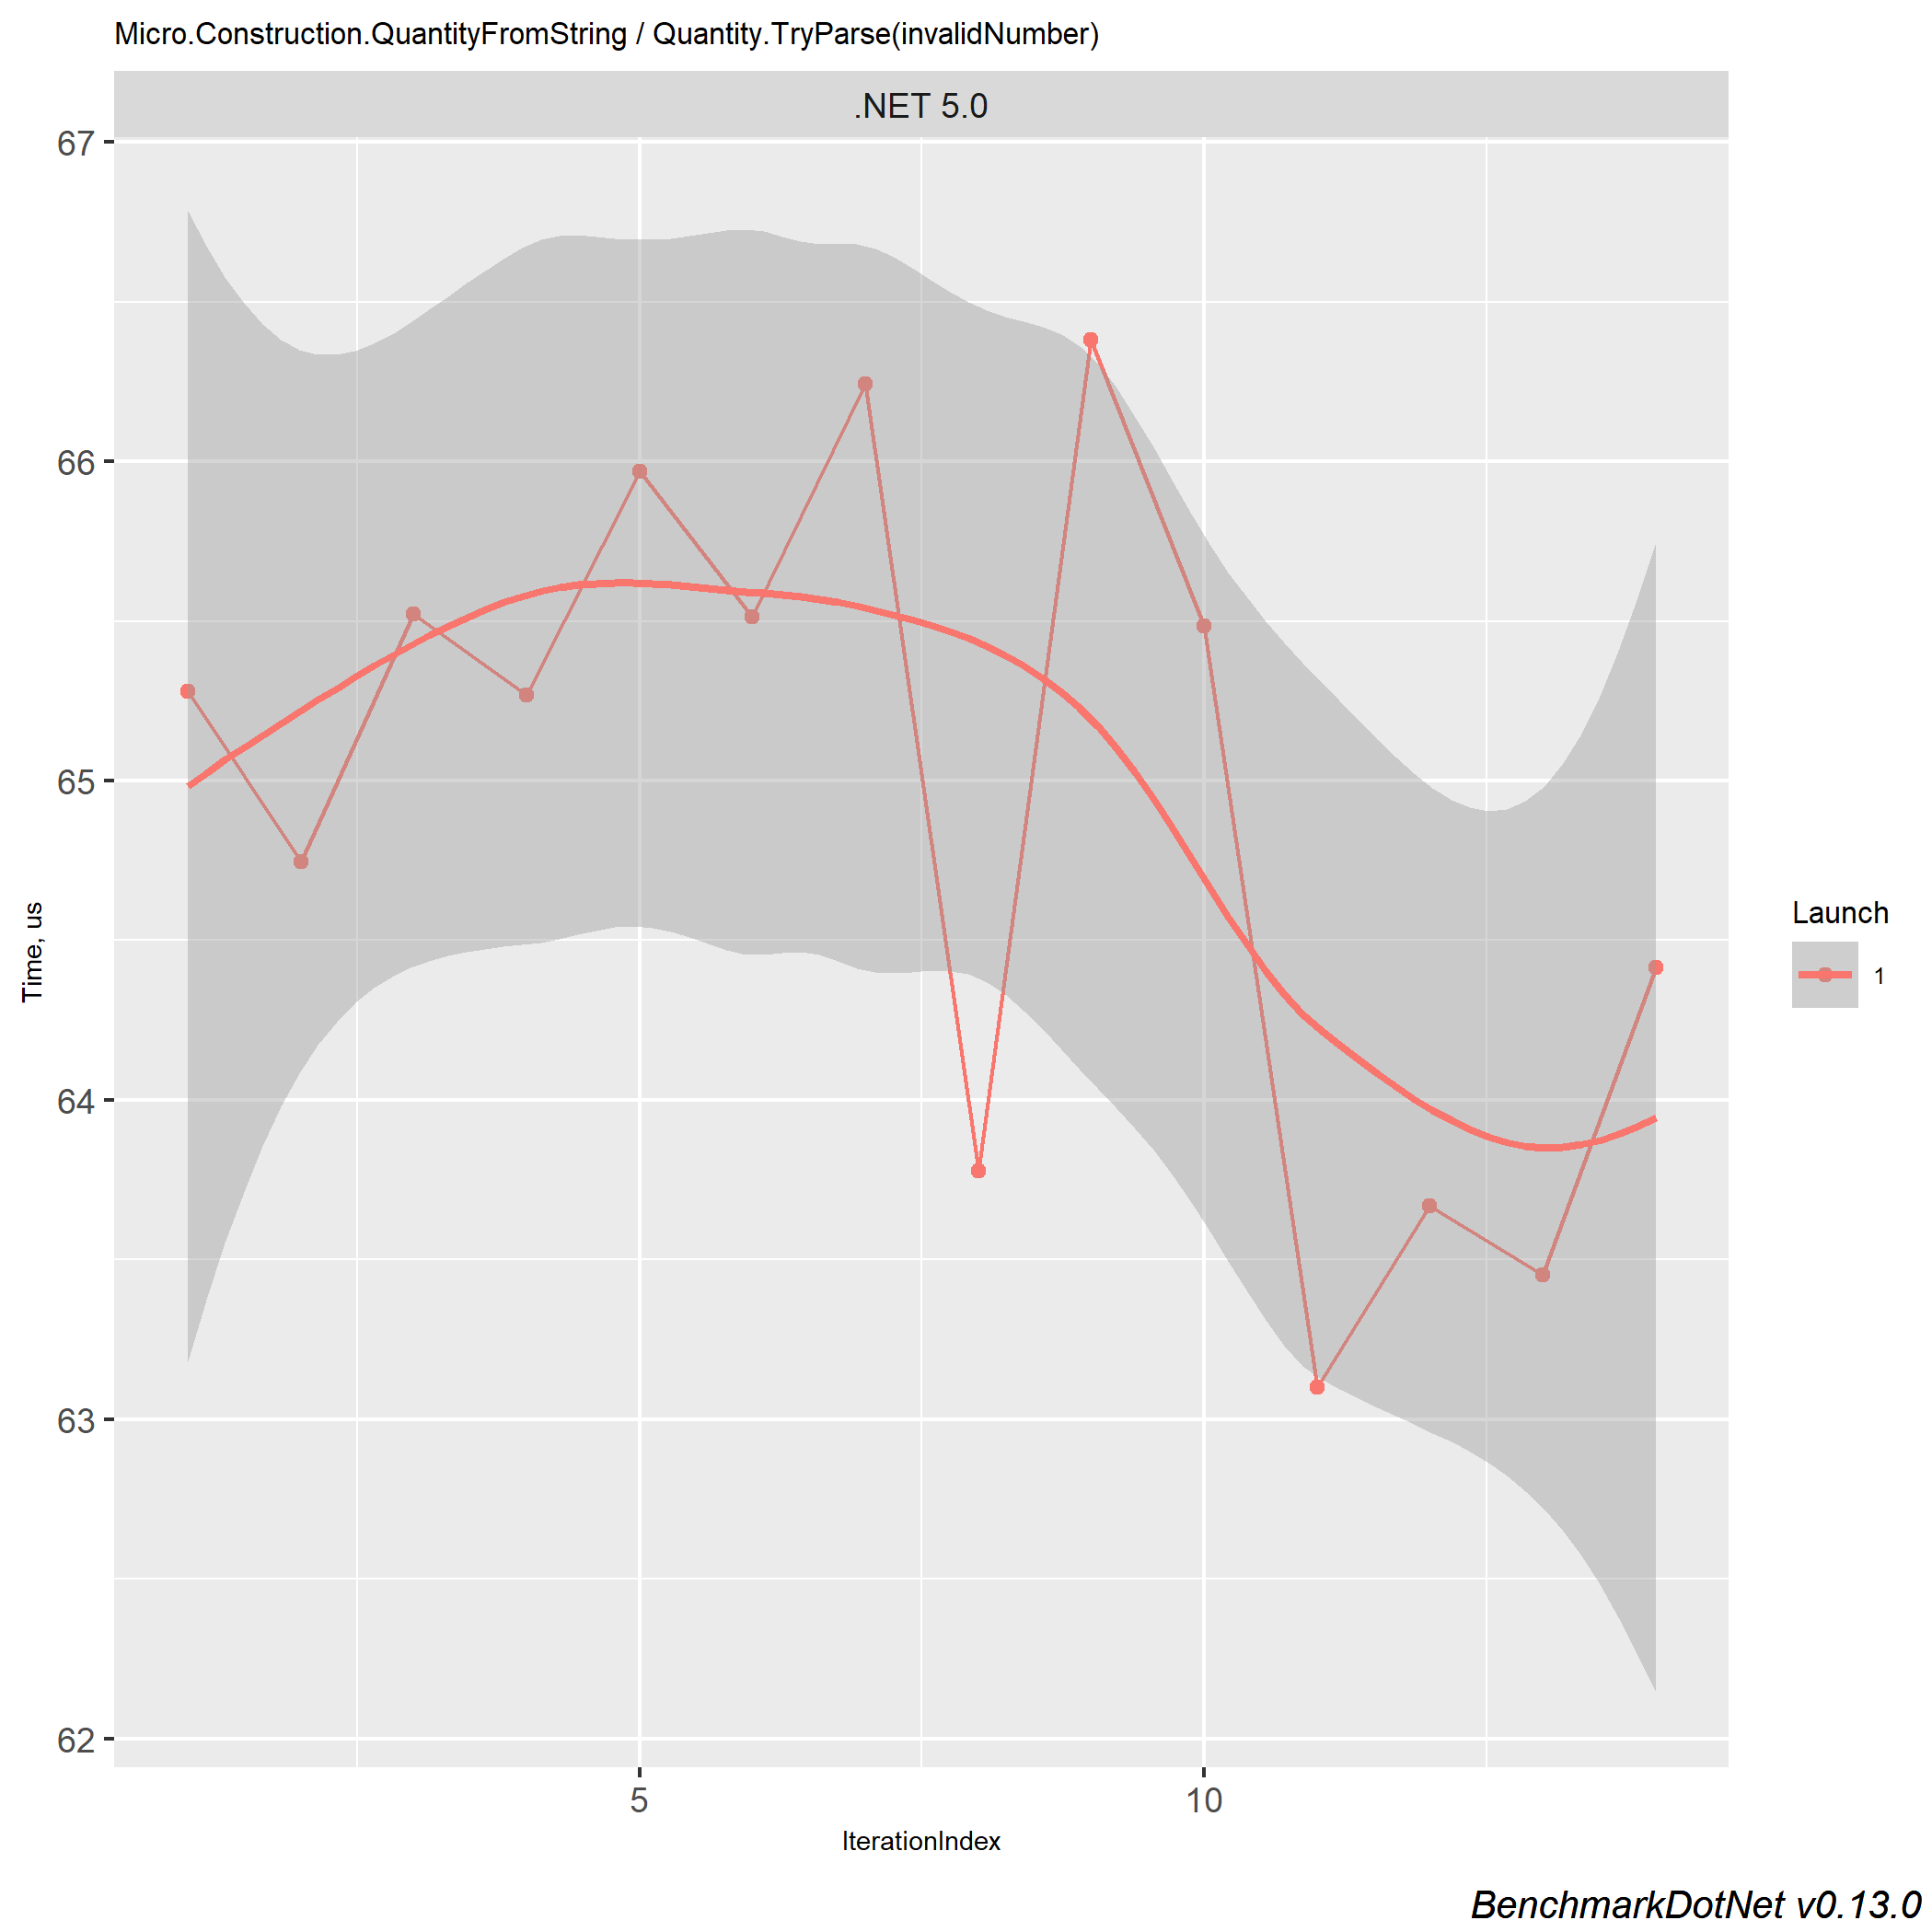 Micro.Construction.QuantityFromString / Quantity.TryParse(invalidNumber)
.NET 5.0
67
66
65
64
63
62
Time, us
5
10
IterationIndex
Launch
1
BenchmarkDotNet v0.13.0